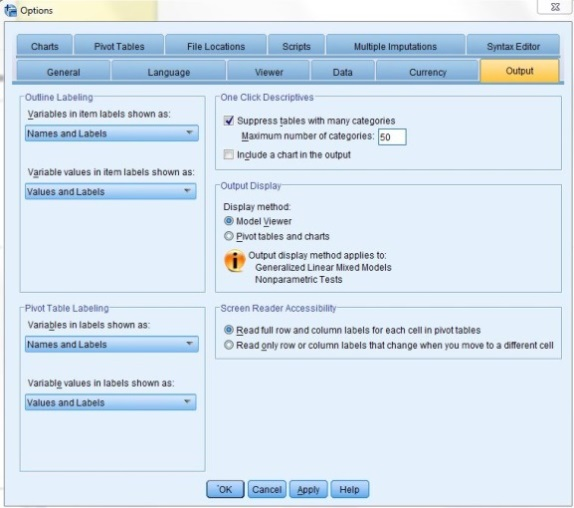 Options
Charts
Pivot Tables
File Locations
Scripts
Multiple Imputations
Syntax Editor
General
Language
Viewer
Data
Currency
Output
Outline Labeling
Variables in item labels shown as:
Names and Labels
Variable values in item labels shown as:
Values and Labels
One Click Descriptives
Suppress tables with many categories
Maximum number of categories: 50
Include a chart in the output
Output Display
Display method:
Model Viewer
Pivot tables and charts
Output display method applies to:
Generalized Linear Mixed Models
Nonparametric Tests
Pivot Table Labeling
Variables in labels shown as:
Names and Labels
Variable values in labels shown as:
Values and Labels
Screen Reader Accessibility
Read full row and column labels for each cell in pivot tables
Read only row or column labels that change when you move to a different cell
OK
Cancel
Apply
Help